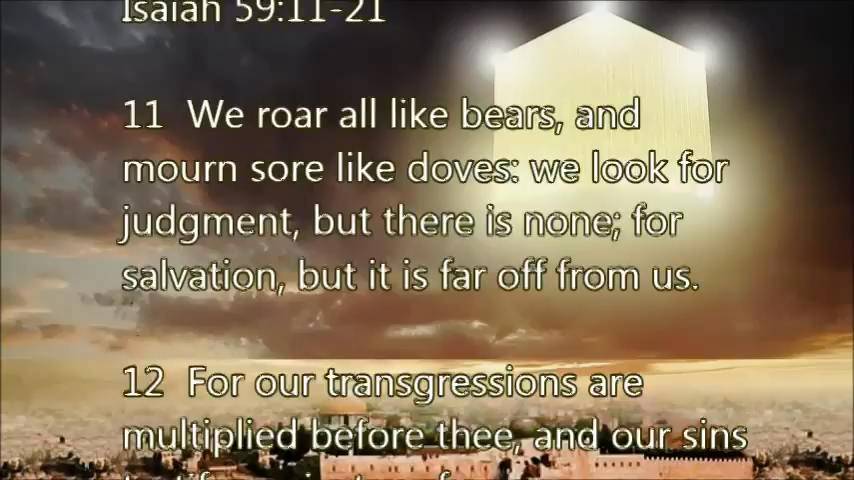 Isaiah 59:11-21
11 We roar all like bears, and
mourn sore like doves: we look for
judgment, but there is none; for
salvation, but it is far off from us.
12 For our transgressions are
multiplied before thee, and our sins